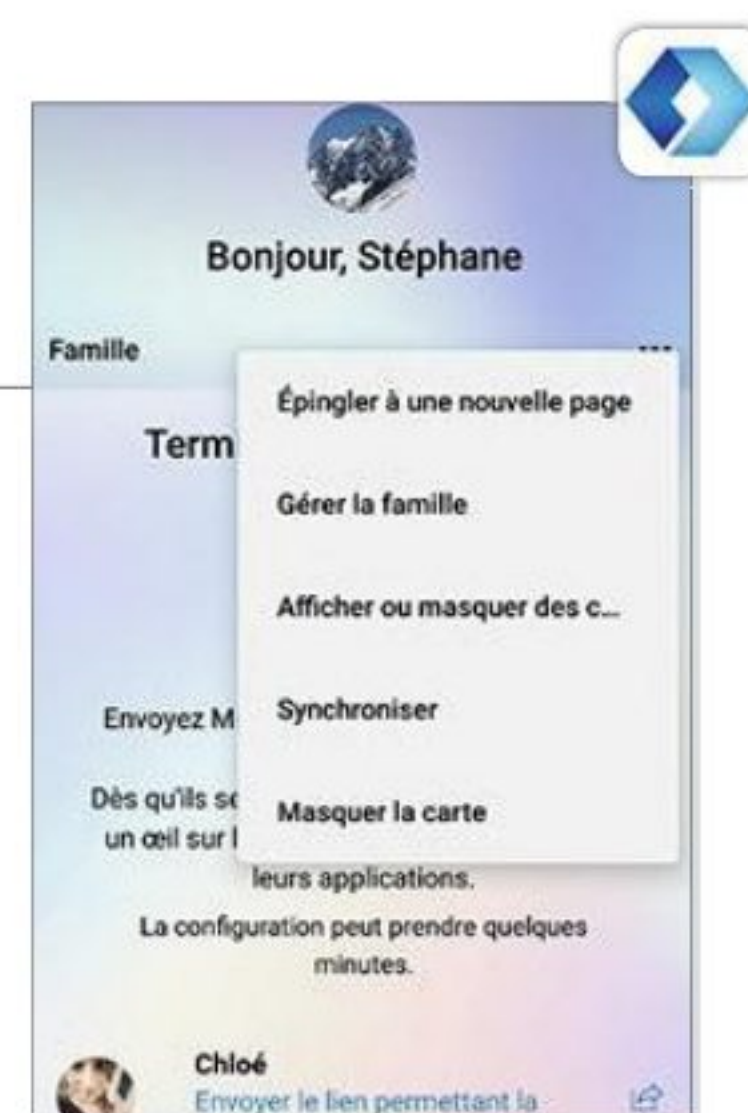 Bonjour, Stéphane
Famille
...
Épingler à une nouvelle page
Term
Gérer la famille
Afficher ou masquer des c...
Envoyez M
Synchroniser
Dès qu'ils se
Masquer la carte
un œil sur l
leurs applications.
La configuration peut prendre quelques
minutes.
Chloé
Envoyer le lien permettant la